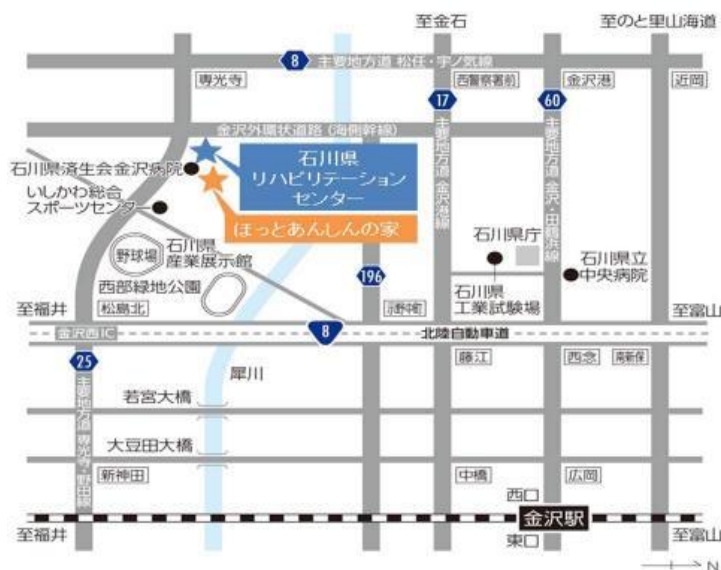 至金石
至のと里山海道
8
主要地方道 松任・宇ノ気線
専光寺
西警察署前
金沢港
近岡
17
60
金沢外環状道路 (海側幹線)
石川県済生会金沢病院
石川県
リハビリテーション
センター
いしかわ総合
スポーツセンター
ほっとあんしんの家
主要地方道 金沢港線
主要地方道 金沢・田鶴浜線
野球場
石川県
産業展示館
西部緑地公園
196
石川県庁
石川県
工業試験場
石川県立
中央病院
至福井
松島北
示野中町
至富山
金沢西IC
8
北陸自動車道
25
主要地方道 専光寺・野田線
犀川
藤江
西念
南新保
若宮大橋
大豆田大橋
新神田
中橋
広岡
西口
金沢駅
東口
至福井
至富山
N